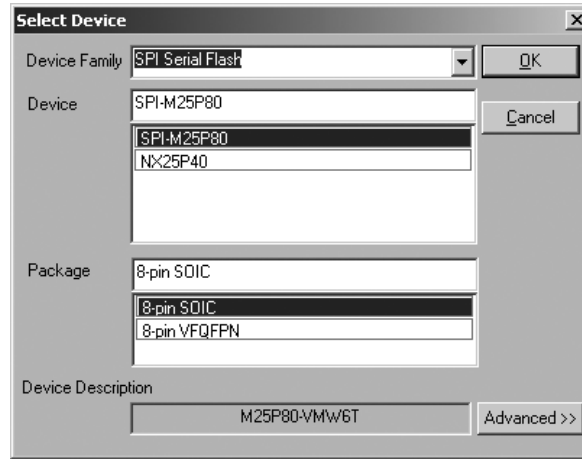 Select Device
Device Family SPI Serial Flash OK
Device SPI-M25P80 Cancel
SPI-M25P80
NX25P40
Package 8-pin SOIC
8-pin SOIC
8-pin VFQFPN
Device Description
M25P80-VMW6T Advanced >>